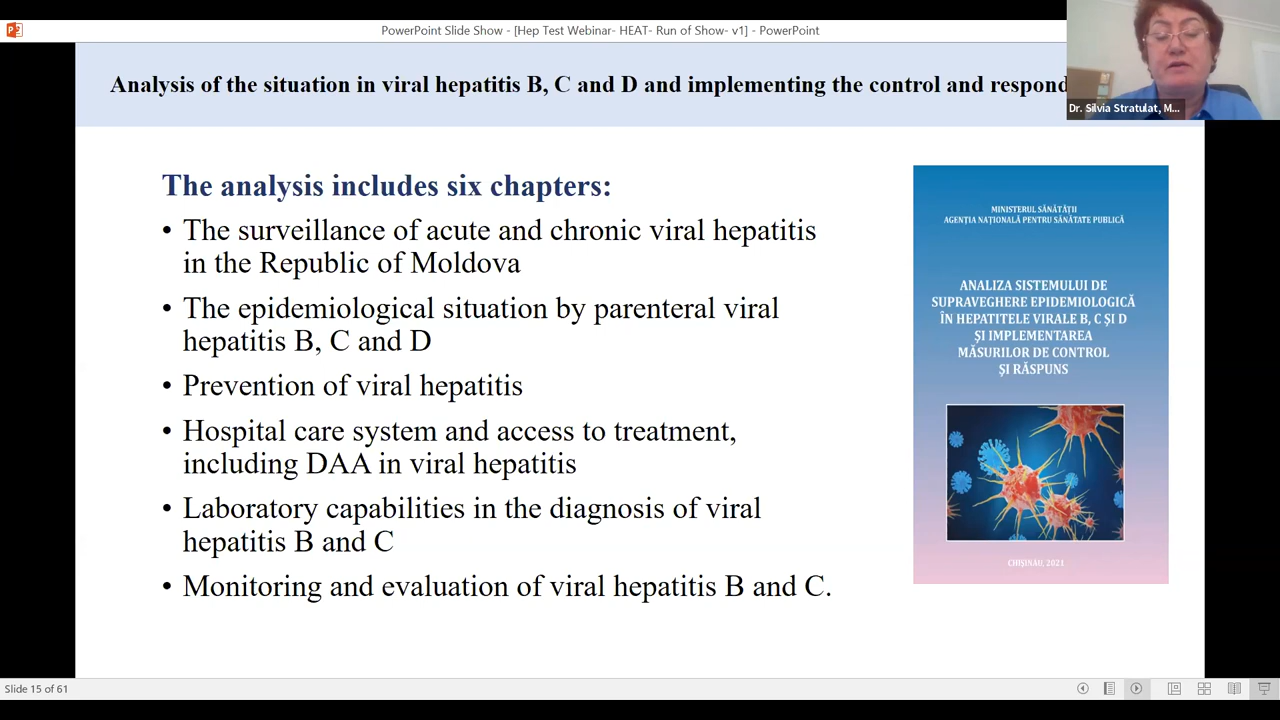 PowerPoint Slide Show - [Hep Test Webinar- HEAT- Run of Show- v1] - PowerPoint
Analysis of the situation in viral hepatitis B, C and D and implementing the control and respond
Dr. Silvia Stratulat, M...
The analysis includes six chapters:
• The surveillance of acute and chronic viral hepatitis
in the Republic of Moldova
• The epidemiological situation by parenteral viral
hepatitis B, C and D
• Prevention of viral hepatitis
• Hospital care system and access to treatment,
including DAA in viral hepatitis
• Laboratory capabilities in the diagnosis of viral
hepatitis B and C
• Monitoring and evaluation of viral hepatitis B and C.
MINISTERUL SĂNĂTĂȚII
AGENȚIA NAȚIONALĂ PENTRU SĂNĂTATE PUBLICĂ
ANALIZA SISTEMULUI DE
SUPRAVEGHERE EPIDEMIOLOGICĂ
ÎN HEPATITELE VIRALE B, C ȘI D
ȘI IMPLEMENTAREA
MĂSURILOR DE CONTROL
ȘI RĂSPUNS
CHIȘINAU, 2021
Slide 15 of 61